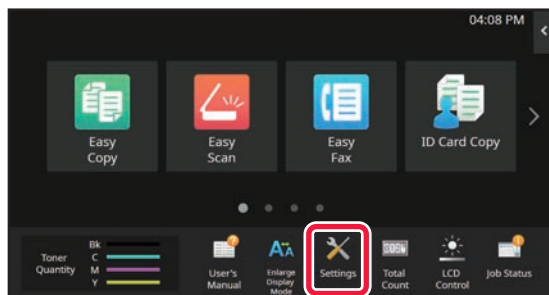 04:08 PM
Easy
Copy
Easy
Scan
Easy
Fax
ID Card Copy
Toner
Quantity
Bk
C
M
Y
User's
Manual
Enlarge
Display
Mode
Settings
Total
Count
LCD
Control
Job Status